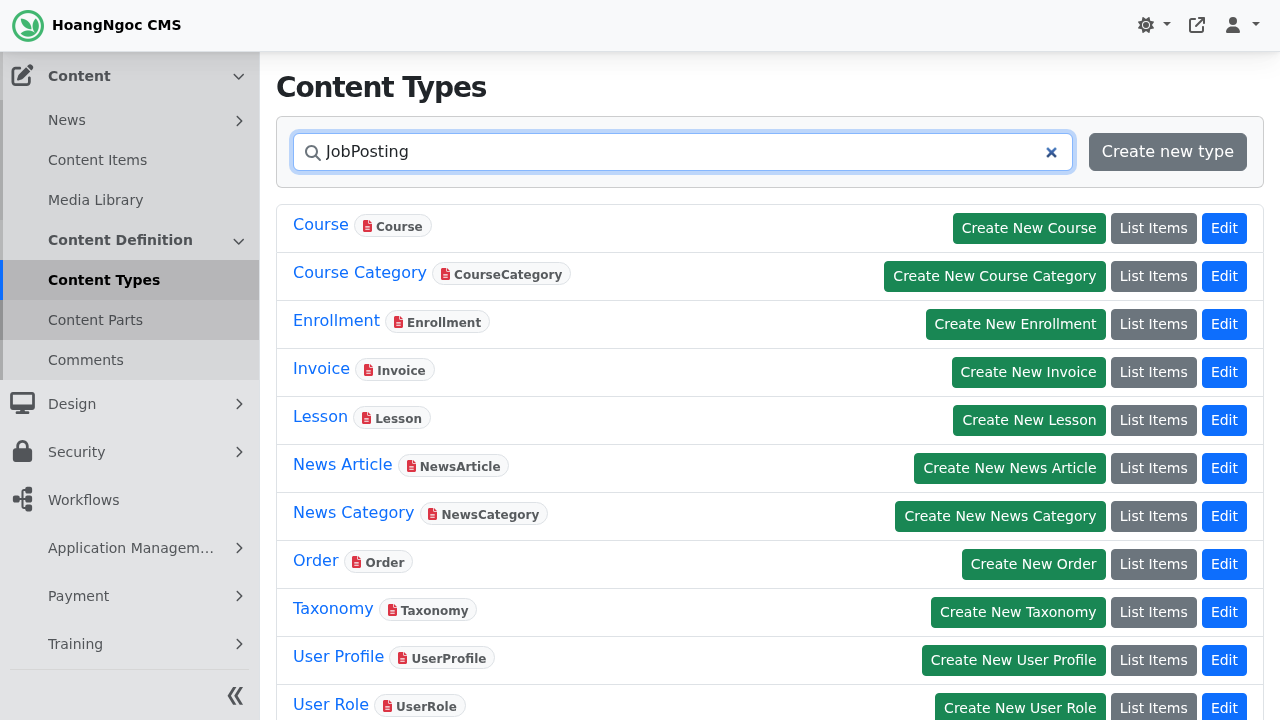 HoangNgoc CMS
Content
News
Content Items
Media Library
Content Definition
Content Types
Content Parts
Comments
Design
Security
Workflows
Application Managem...
Payment
Training
Content Types
JobPosting
Create new type
Course Course Create New Course List Items Edit
Course Category CourseCategory Create New Course Category List Items Edit
Enrollment Enrollment Create New Enrollment List Items Edit
Invoice Invoice Create New Invoice List Items Edit
Lesson Lesson Create New Lesson List Items Edit
News Article NewsArticle Create New News Article List Items Edit
News Category NewsCategory Create New News Category List Items Edit
Order Order Create New Order List Items Edit
Taxonomy Taxonomy Create New Taxonomy List Items Edit
User Profile UserProfile Create New User Profile List Items Edit
User Role UserRole Create New User Role List Items Edit